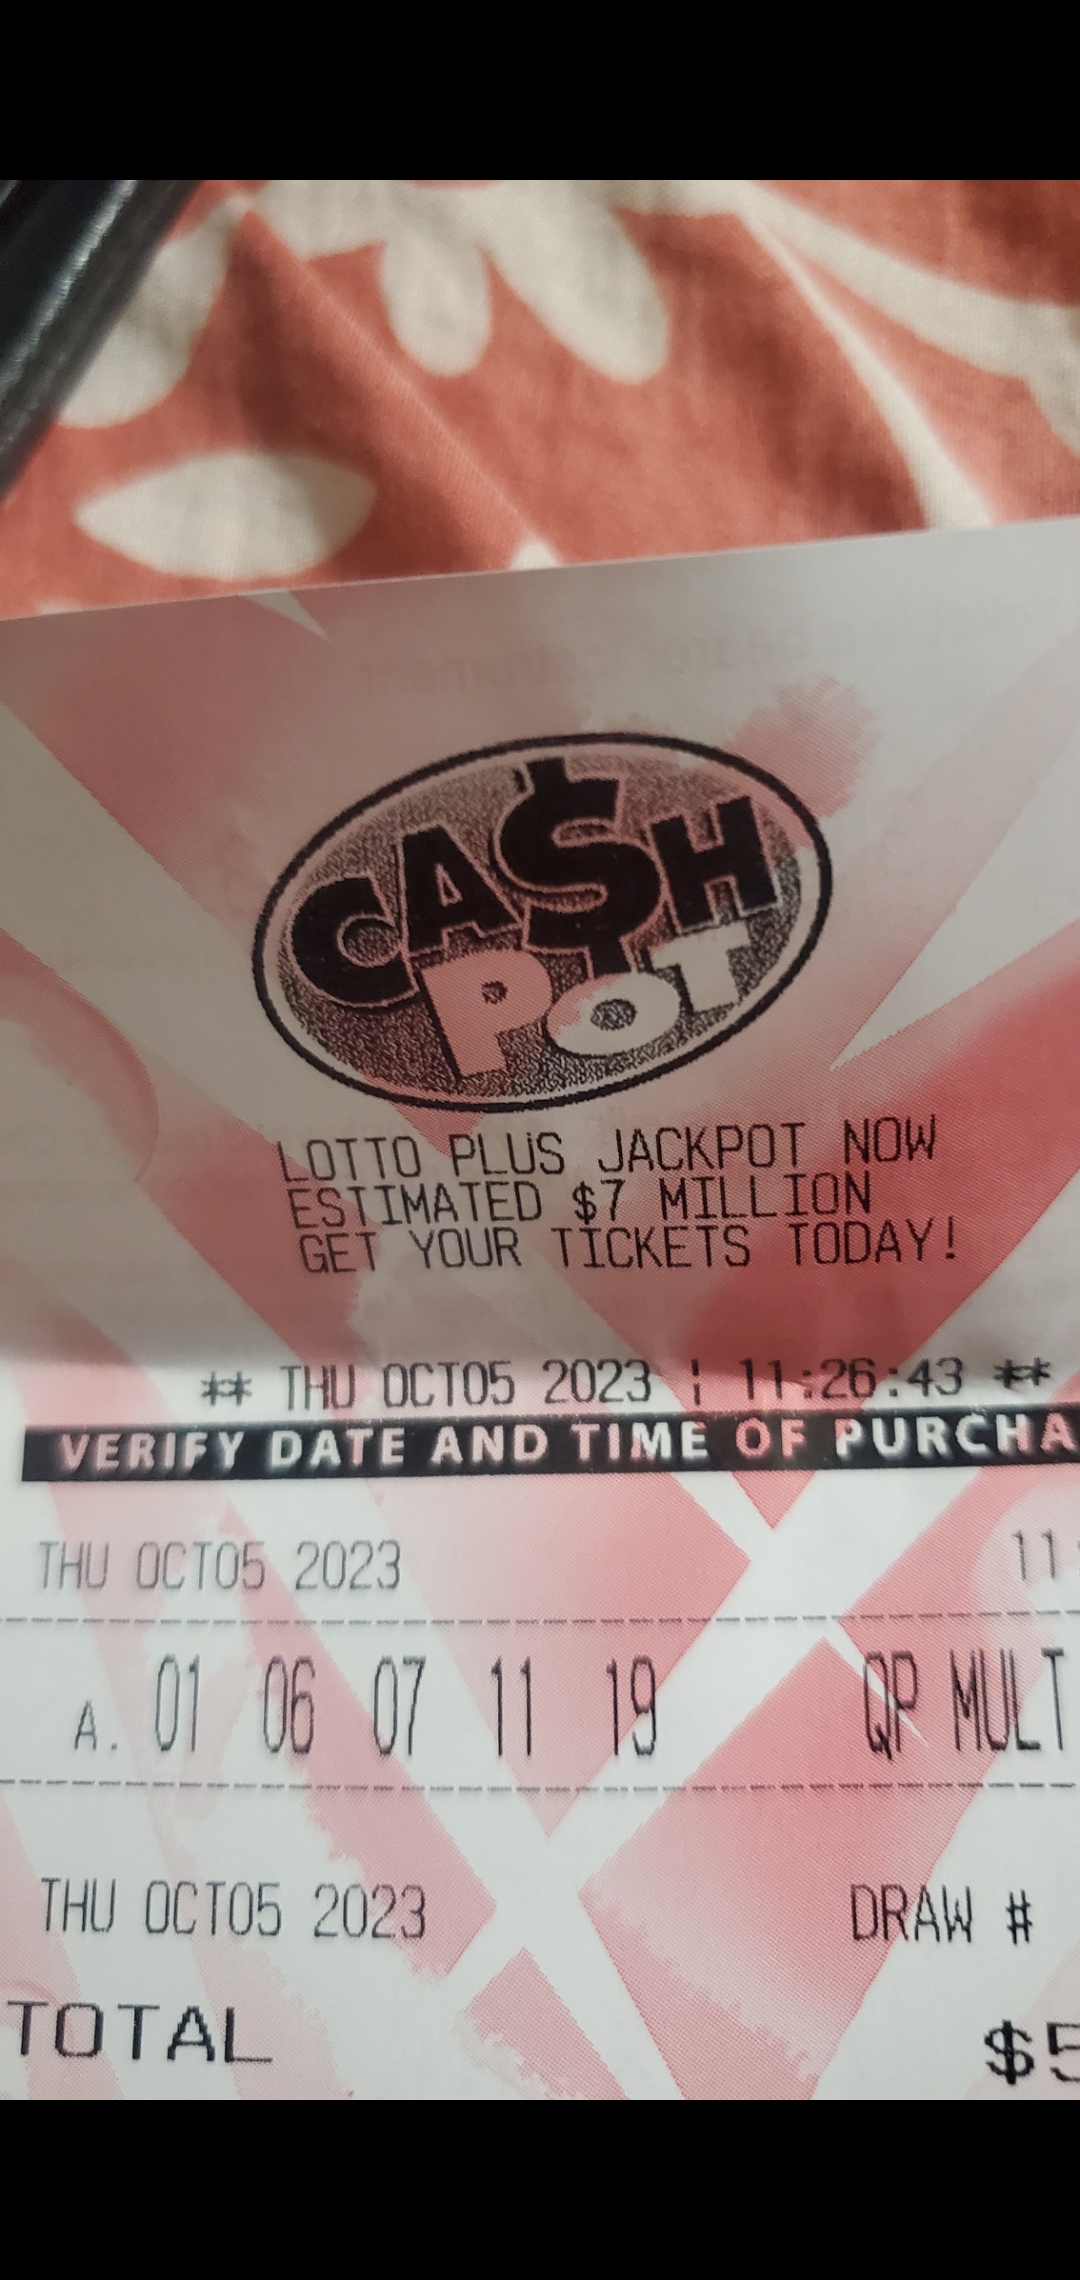 CA$H
POT
LOTTO PLUS JACKPOT NOW
ESTIMATED $7 MILLION
GET YOUR TICKETS TODAY!
** THU OCT05 2023 ¦ 11:26:43 **
VERIFY DATE AND TIME OF PURCHA
THU OCT05 2023 11:
A. 01 06 07 11 19 QP MULT
THU OCT05 2023 DRAW #
TOTAL $5